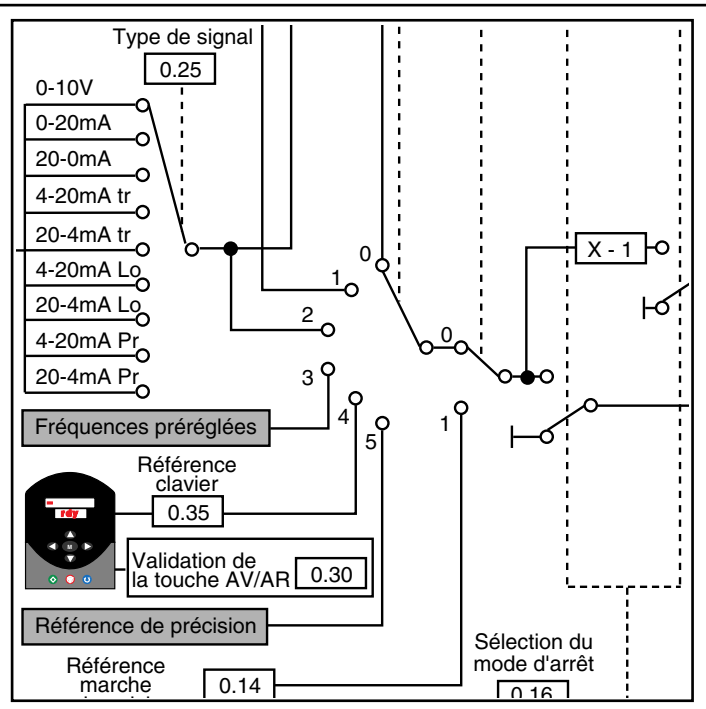 Type de signal
0.25
0-10V
0-20mA
20-0mA
4-20mA tr
20-4mA tr
4-20mA Lo
20-4mA Lo
4-20mA Pr
20-4mA Pr
0
1
2
3
4
5
0
1
X - 1
Fréquences préréglées
Référence
clavier
0.35
rdy
M
Validation de
la touche AV/AR
0.30
Référence de précision
Référence
marche
0.14
Sélection du
mode d'arrêt
0.16